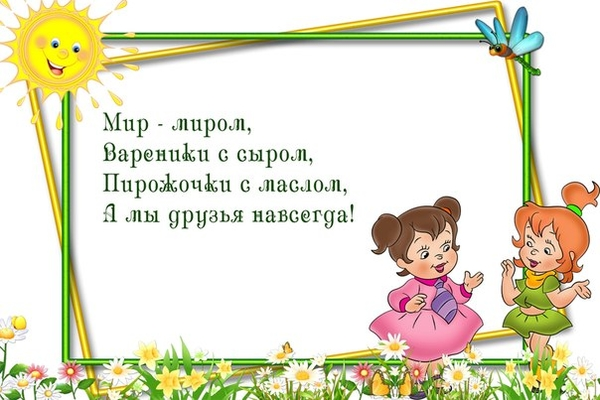 Мир - миром,
Вареники с сыром,
Пирожочки с маслом,
А мы друзья навсегда!